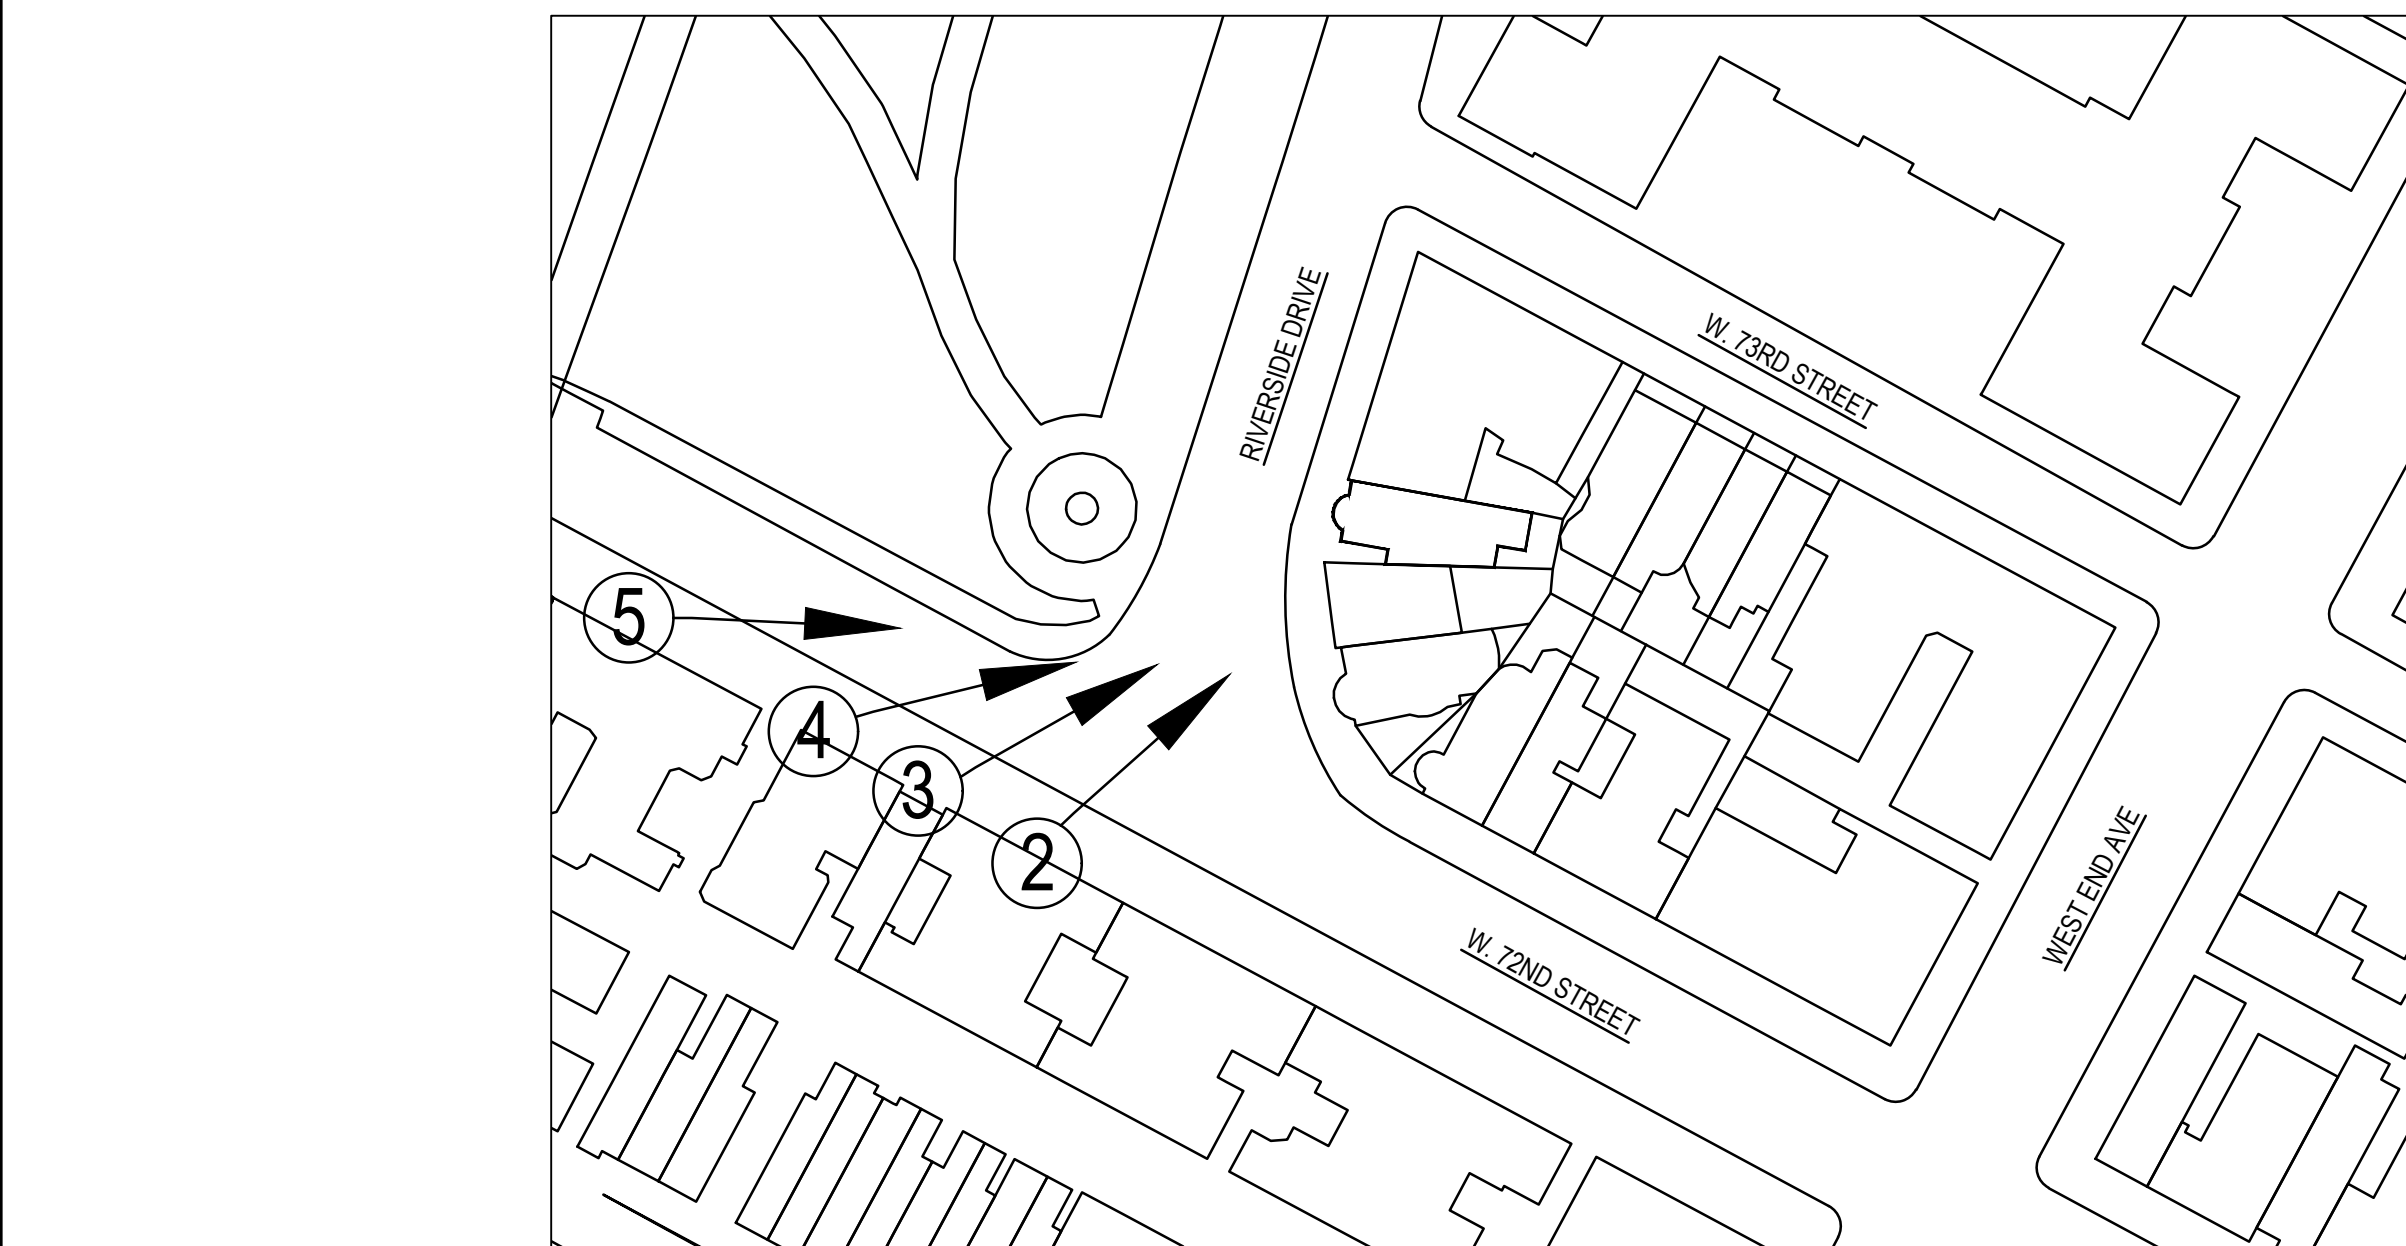 RIVERSIDE DRIVE
W. 73RD STREET
5
4
3
2
W. 72ND STREET
WEST END AVE